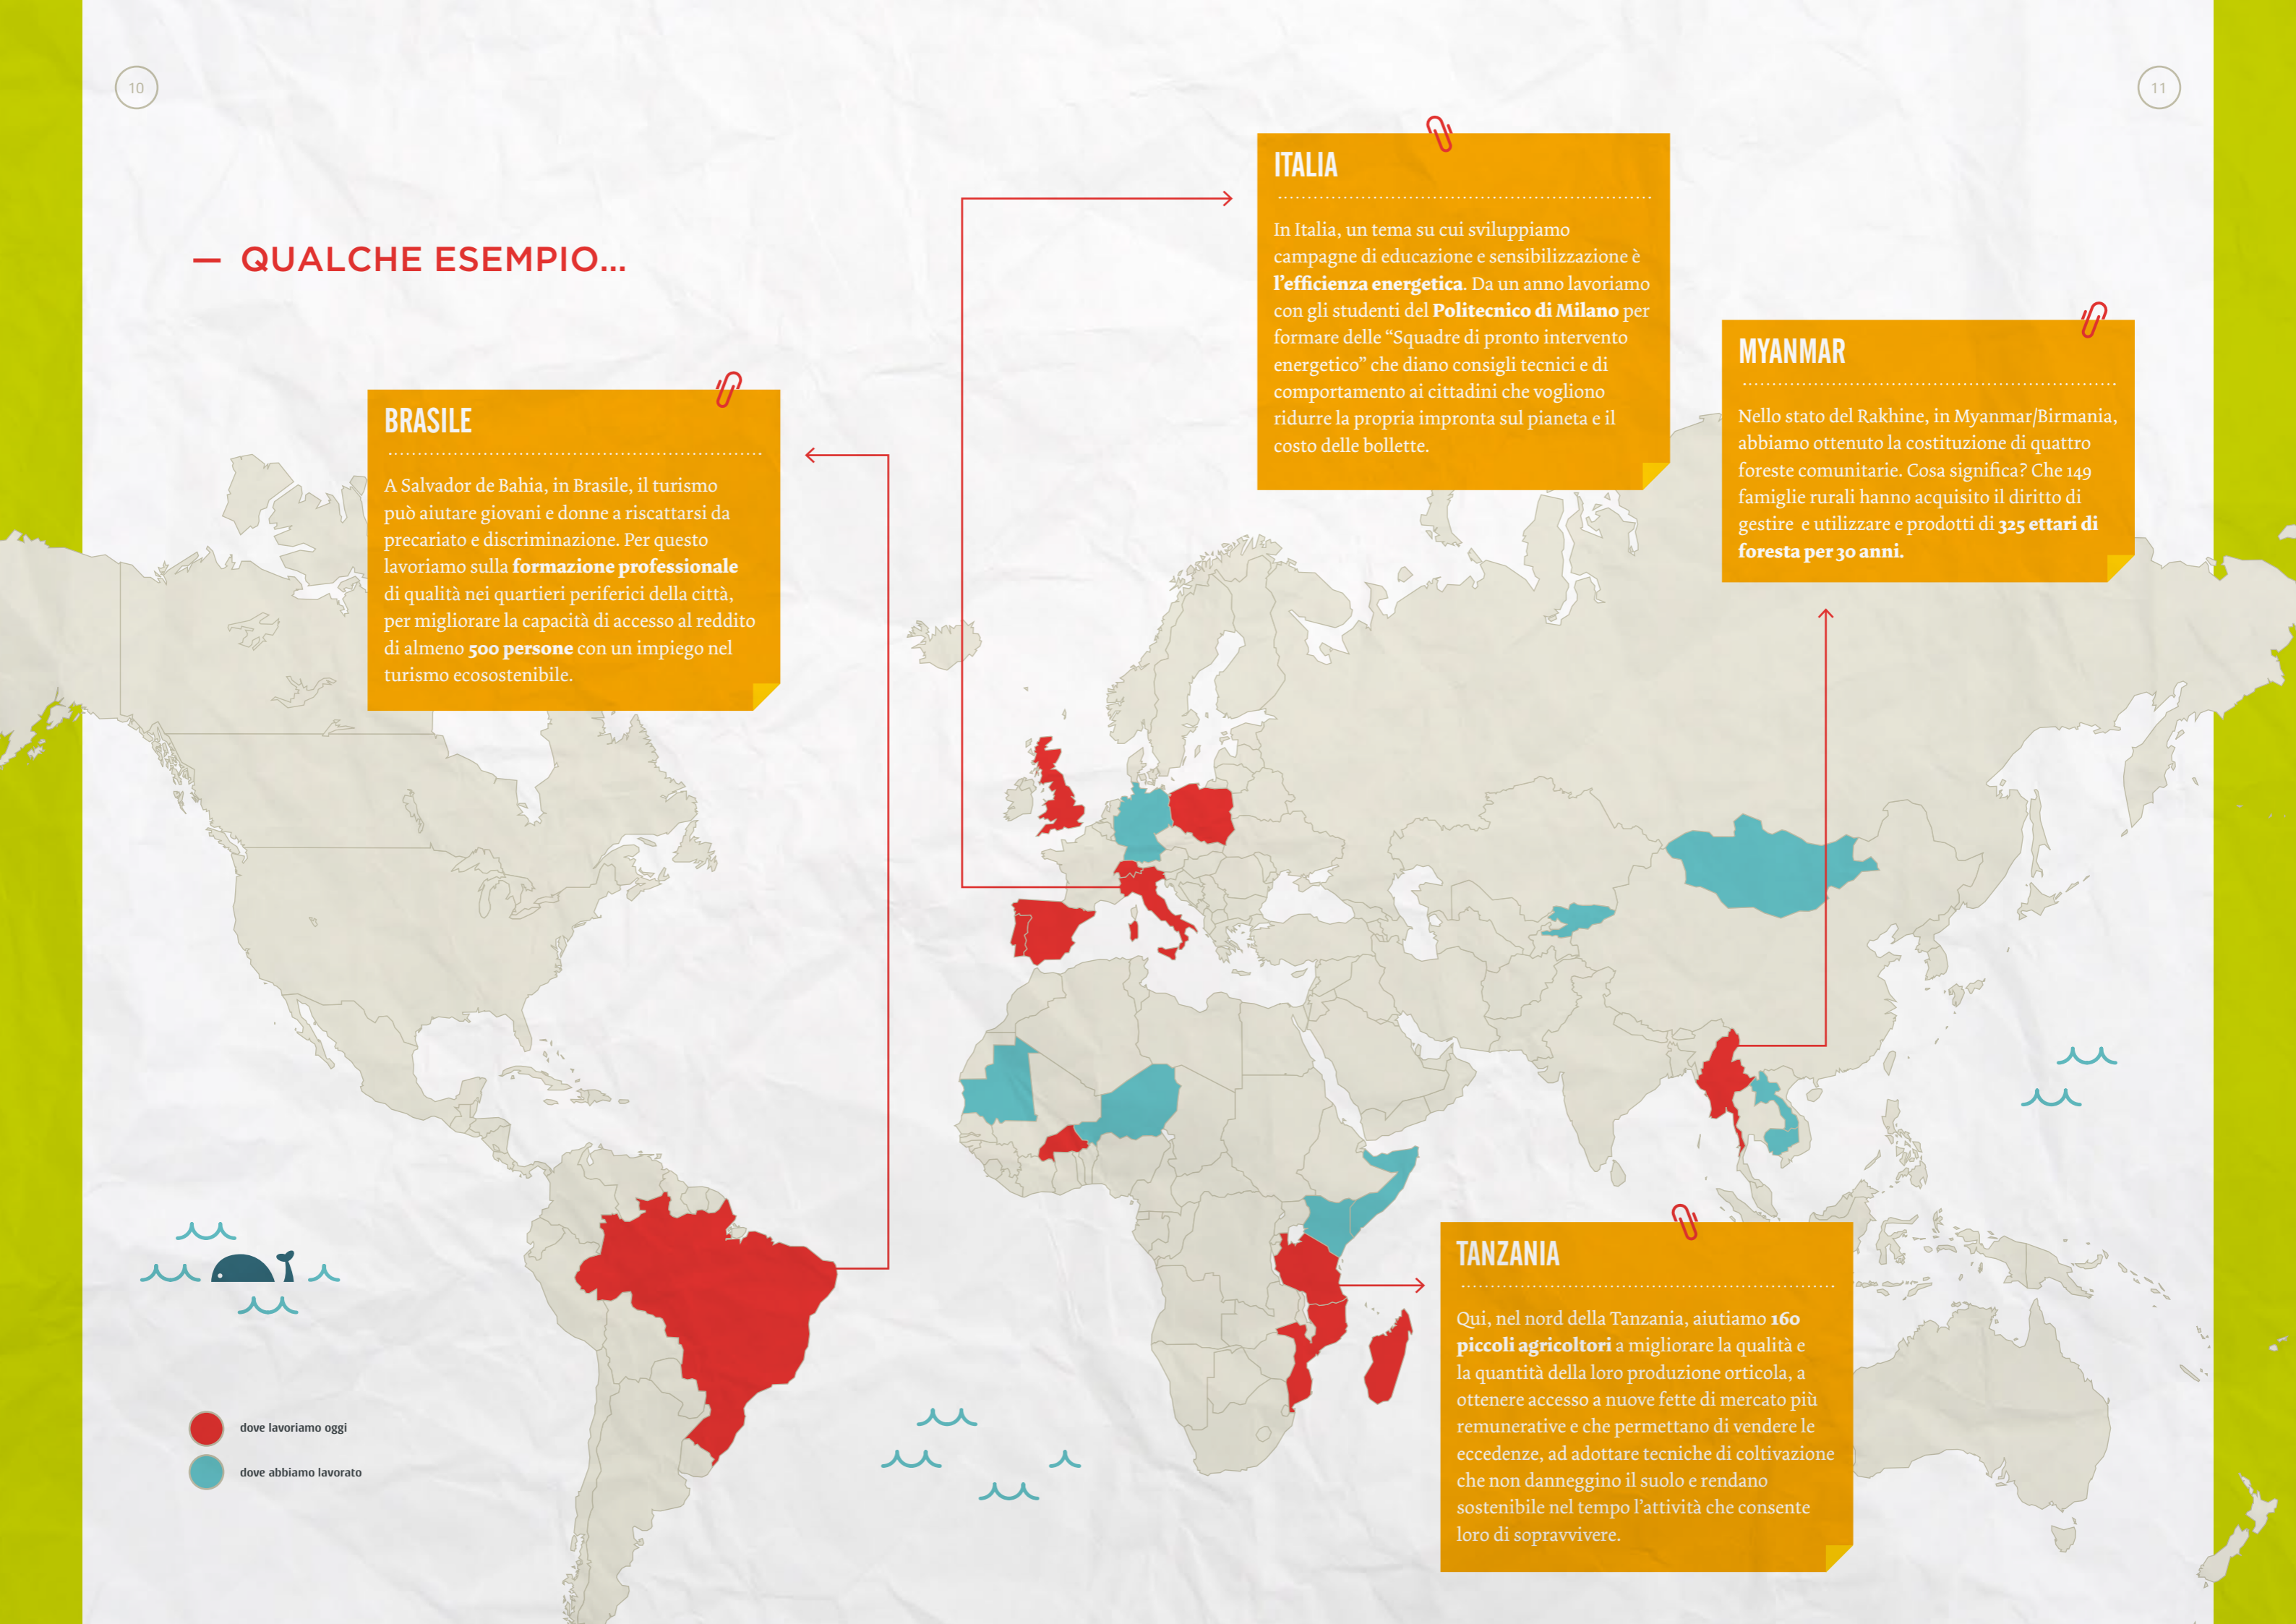 10
11
— QUALCHE ESEMPIO...
ITALIA
In Italia, un tema su cui sviluppiamo
campagne di educazione e sensibilizzazione è
l’efficienza energetica. Da un anno lavoriamo
con gli studenti del Politecnico di Milano per
formare delle “Squadre di pronto intervento
energetico” che diano consigli tecnici e di
comportamento ai cittadini che vogliono
ridurre la propria impronta sul pianeta e il
costo delle bollette.
MYANMAR
Nello stato del Rakhine, in Myanmar/Birmania,
abbiamo ottenuto la costituzione di quattro
foreste comunitarie. Cosa significa? Che 149
famiglie rurali hanno acquisito il diritto di
gestire e utilizzare e prodotti di 325 ettari di
foresta per 30 anni.
BRASILE
A Salvador de Bahia, in Brasile, il turismo
può aiutare giovani e donne a riscattarsi da
precariato e discriminazione. Per questo
lavoriamo sulla formazione professionale
di qualità nei quartieri periferici della città,
per migliorare la capacità di accesso al reddito
di almeno 500 persone con un impiego nel
turismo ecosostenibile.
TANZANIA
Qui, nel nord della Tanzania, aiutiamo 160
piccoli agricoltori a migliorare la qualità e
la quantità della loro produzione orticola, a
ottenere accesso a nuove fette di mercato più
remunerative e che permettano di vendere le
eccedenze, ad adottare tecniche di coltivazione
che non danneggino il suolo e rendano
sostenibile nel tempo l’attività che consente
loro di sopravvivere.
dove lavoriamo oggi
dove abbiamo lavorato